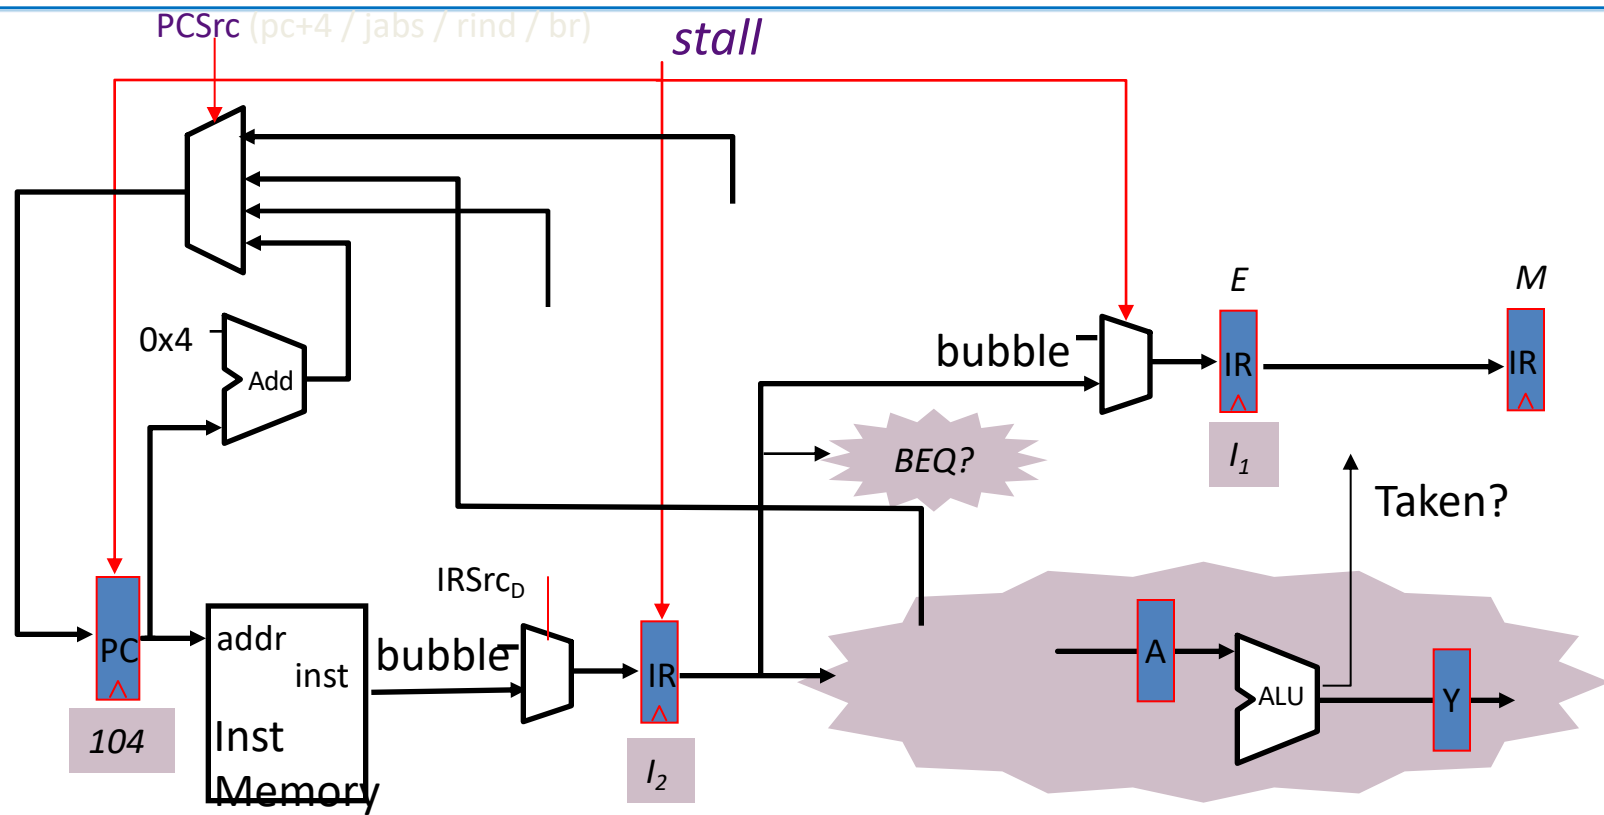 PCSrc (pc+4 / jabs / rind / br)
stall
E
M
0x4
Add
bubble
IR
IR
BEQ?
I1
Taken?
IRSrcD
PC
addr
inst
bubble
IR
A
ALU
Y
104
Inst
Memory
I2